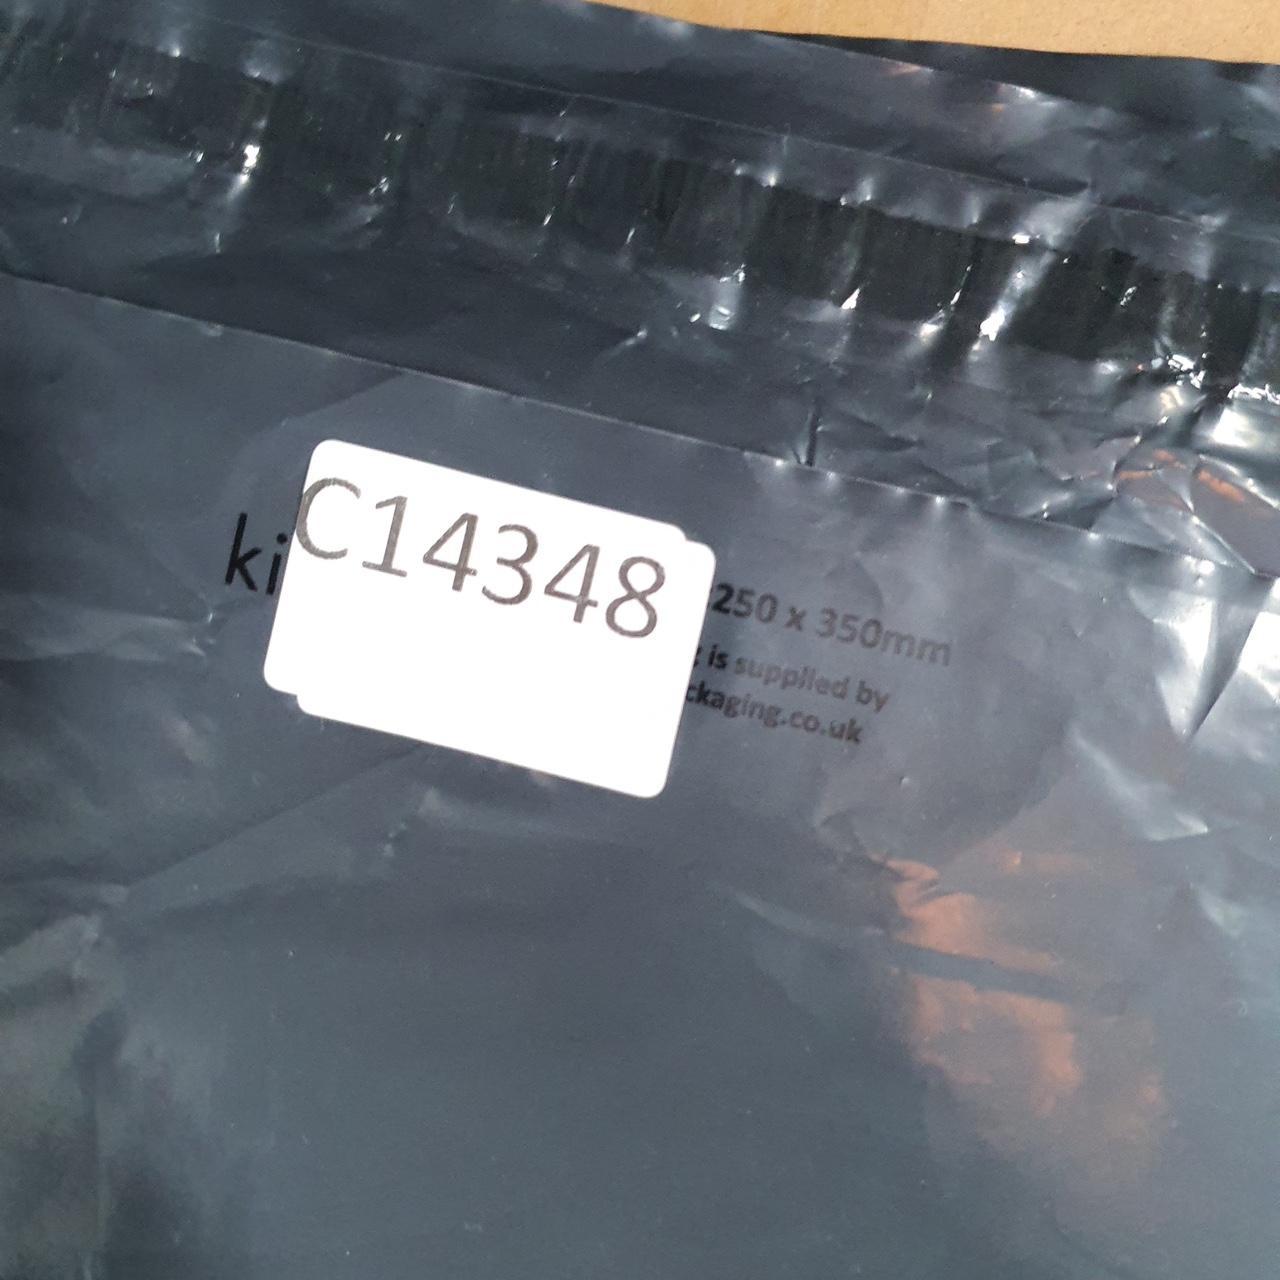 C14348
ki
250 x 350mm
is supplied by
ckaging.co.uk